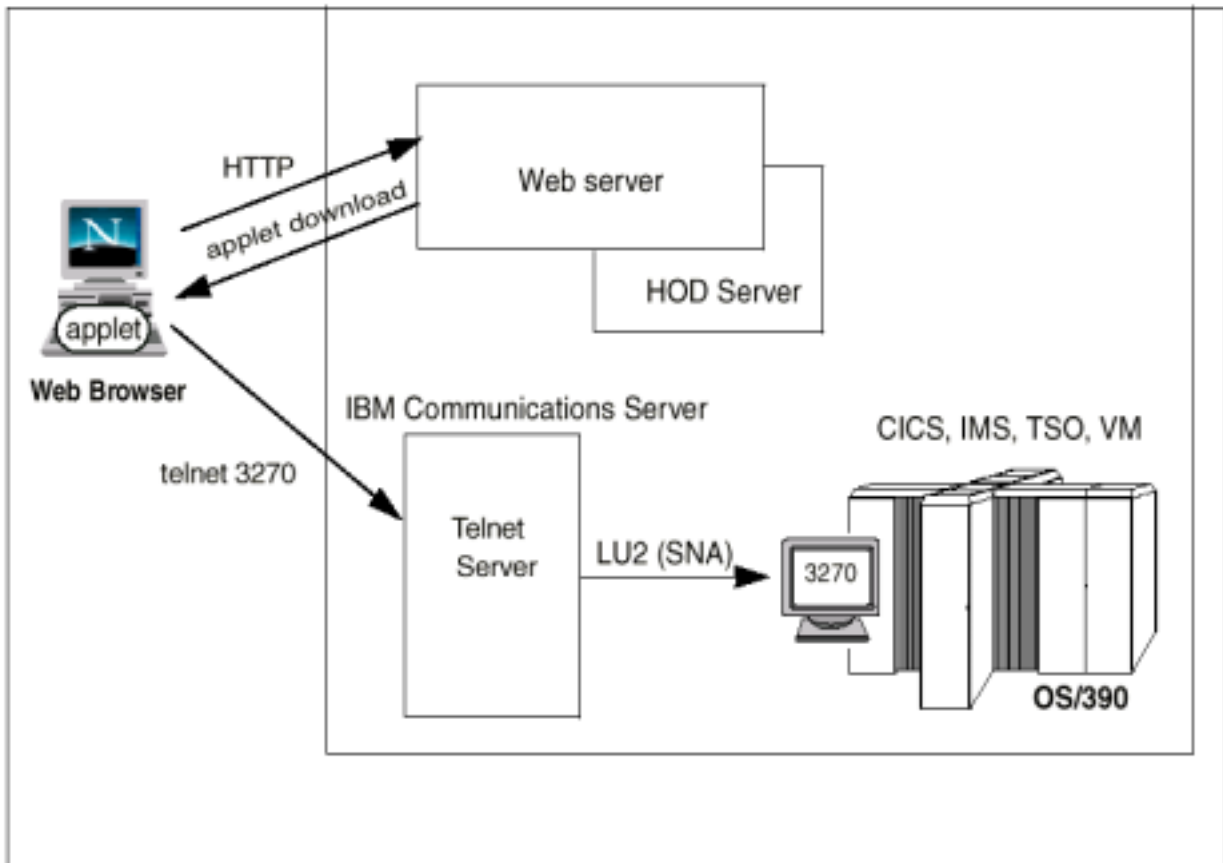 HTTP
applet download
Web server
HOD Server
N
applet
Web Browser
telnet 3270
IBM Communications Server
Telnet
Server
LU2 (SNA)
CICS, IMS, TSO, VM
3270
OS/390